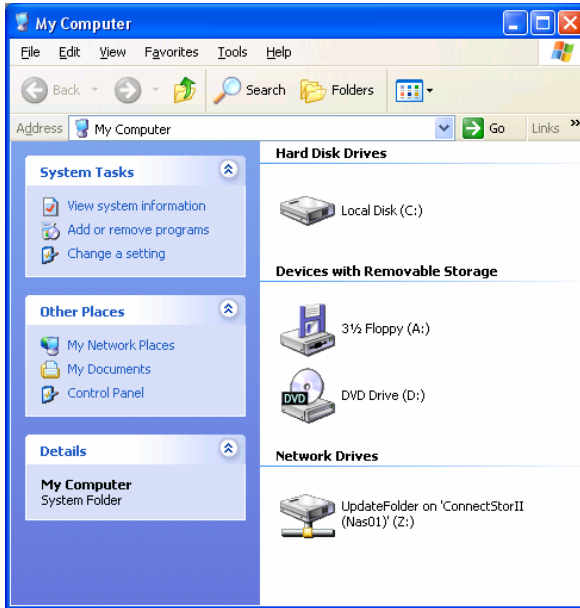 My Computer
File Edit View Favorites Tools Help
Back Search Folders
Address My Computer Go Links »
System Tasks
View system information
Add or remove programs
Change a setting
Other Places
My Network Places
My Documents
Control Panel
Details
My Computer
System Folder
Hard Disk Drives
Local Disk (C:)
Devices with Removable Storage
3½ Floppy (A:)
DVD
DVD Drive (D:)
Network Drives
UpdateFolder on 'ConnectStorII
(Nas01)' (Z:)